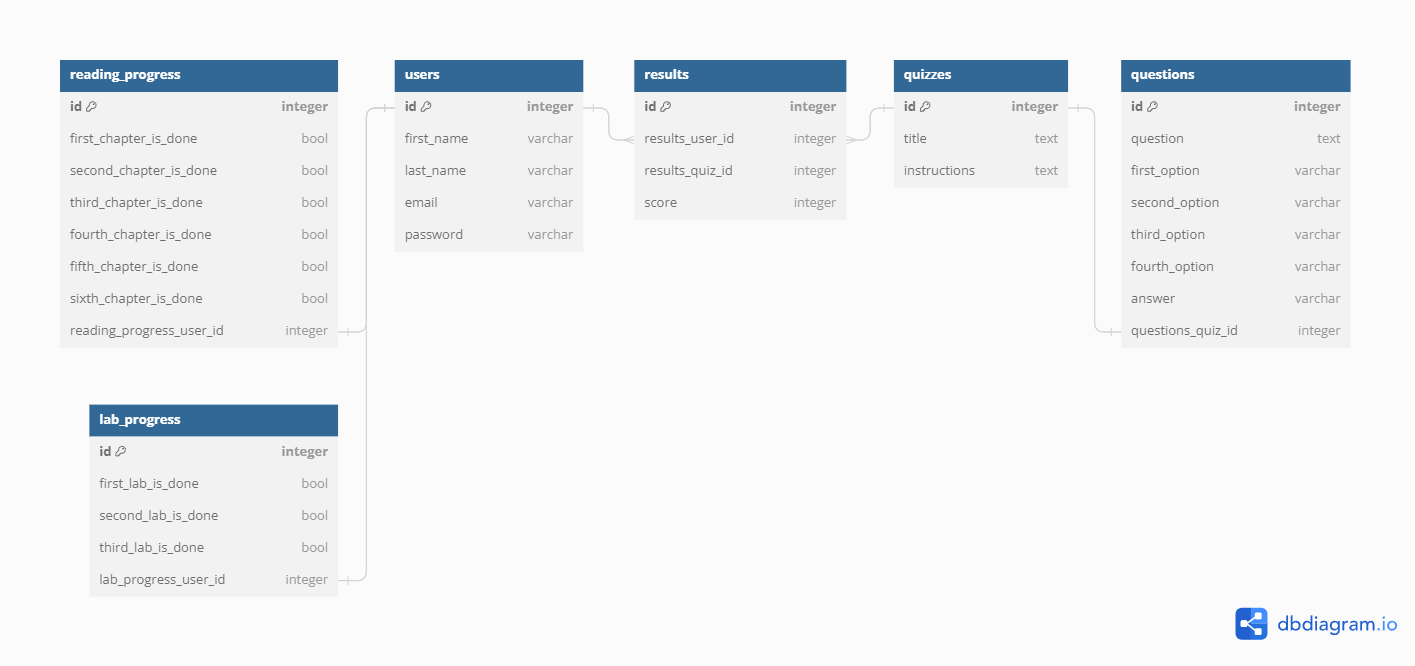 reading_progress
id integer
first_chapter_is_done bool
second_chapter_is_done bool
third_chapter_is_done bool
fourth_chapter_is_done bool
fifth_chapter_is_done bool
sixth_chapter_is_done bool
reading_progress_user_id integer
users
id integer
first_name varchar
last_name varchar
email varchar
password varchar
results
id integer
results_user_id integer
results_quiz_id integer
score integer
quizzes
id integer
title text
instructions text
questions
id integer
question text
first_option varchar
second_option varchar
third_option varchar
fourth_option varchar
answer varchar
questions_quiz_id integer
lab_progress
id integer
first_lab_is_done bool
second_lab_is_done bool
third_lab_is_done bool
lab_progress_user_id integer
dbdiagram.io